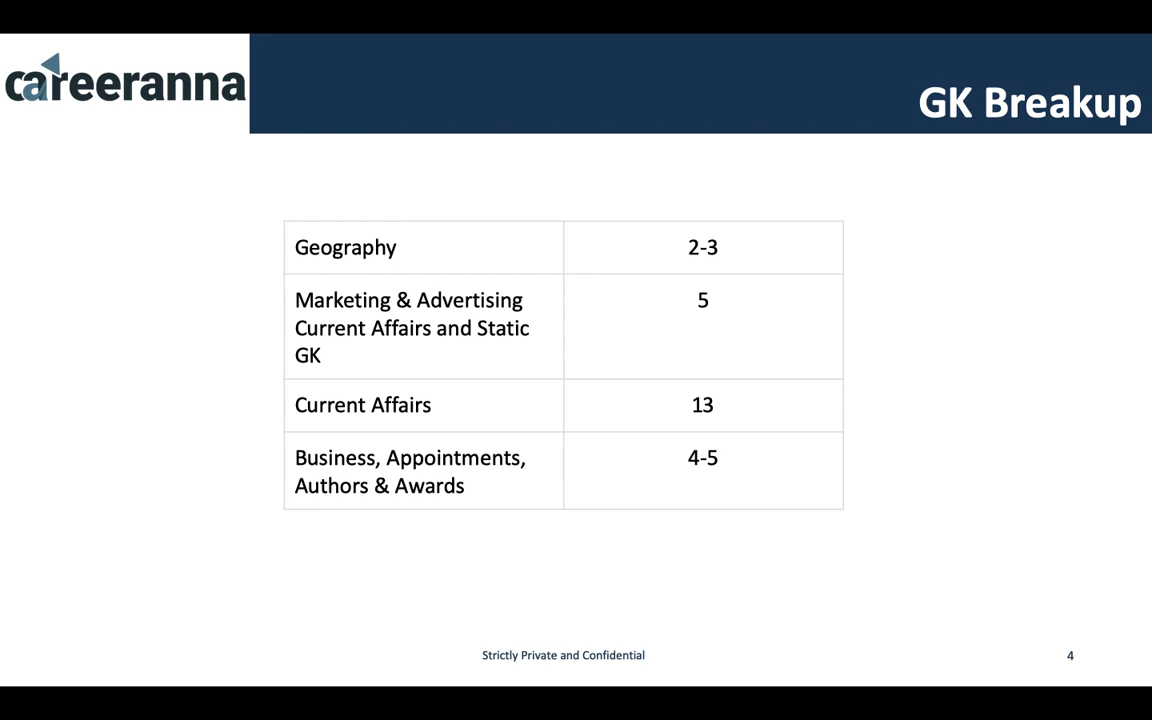 careeranna
GK Breakup
Geography 2-3
Marketing & Advertising 5
Current Affairs and Static
GK
Current Affairs 13
Business, Appointments, 4-5
Authors & Awards
Strictly Private and Confidential 4